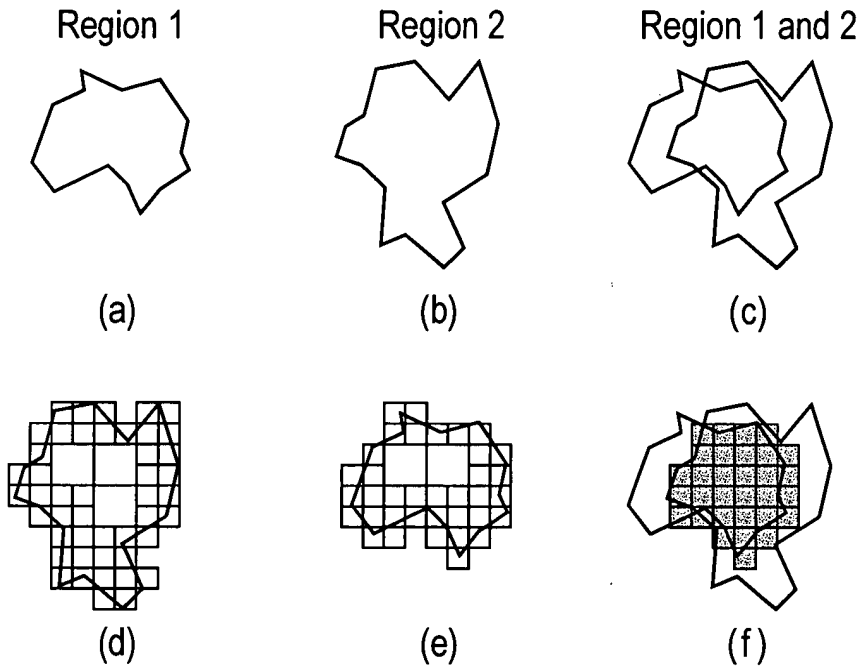 Region 1
Region 2
Region 1 and 2
(a)
(b)
(c)
(d)
(e)
(f)